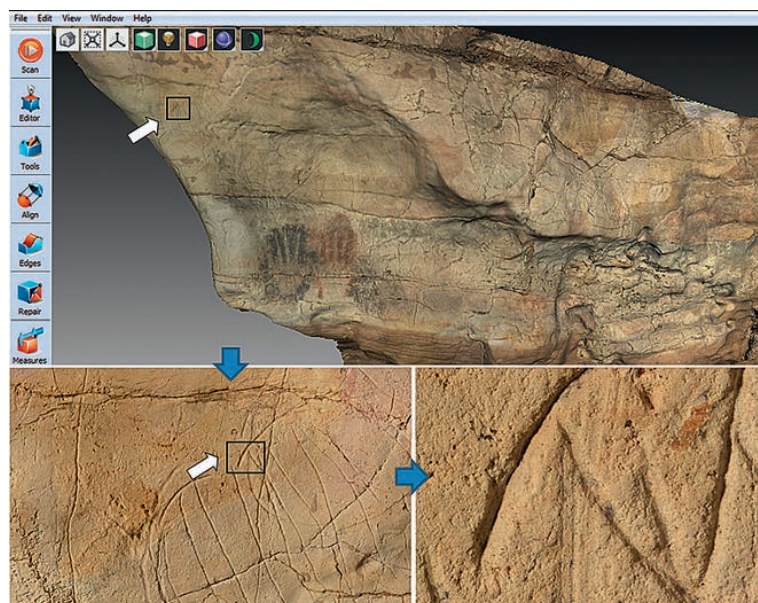 File Edit View Window Help
Scan
Editor
Tools
Align
Edges
Repair
Measures